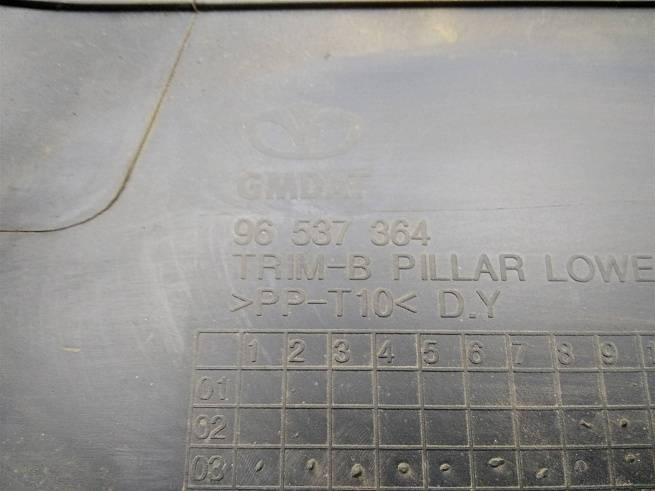 GMDAT
96 537 364
TRIM-B PILLAR LOWE
>PP-T10< D.Y
1 2 3 4 5 6 7 8 9 1
01
02
03